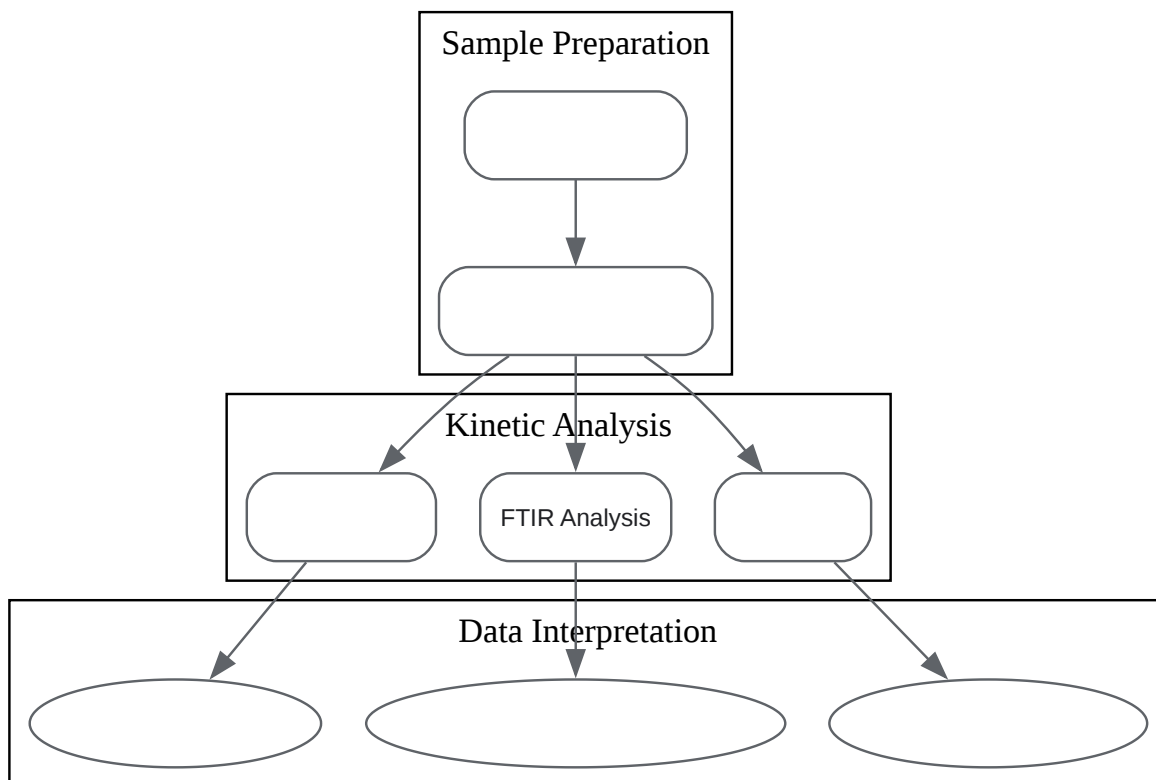 Sample Preparation
Kinetic Analysis
FTIR Analysis
Data Interpretation